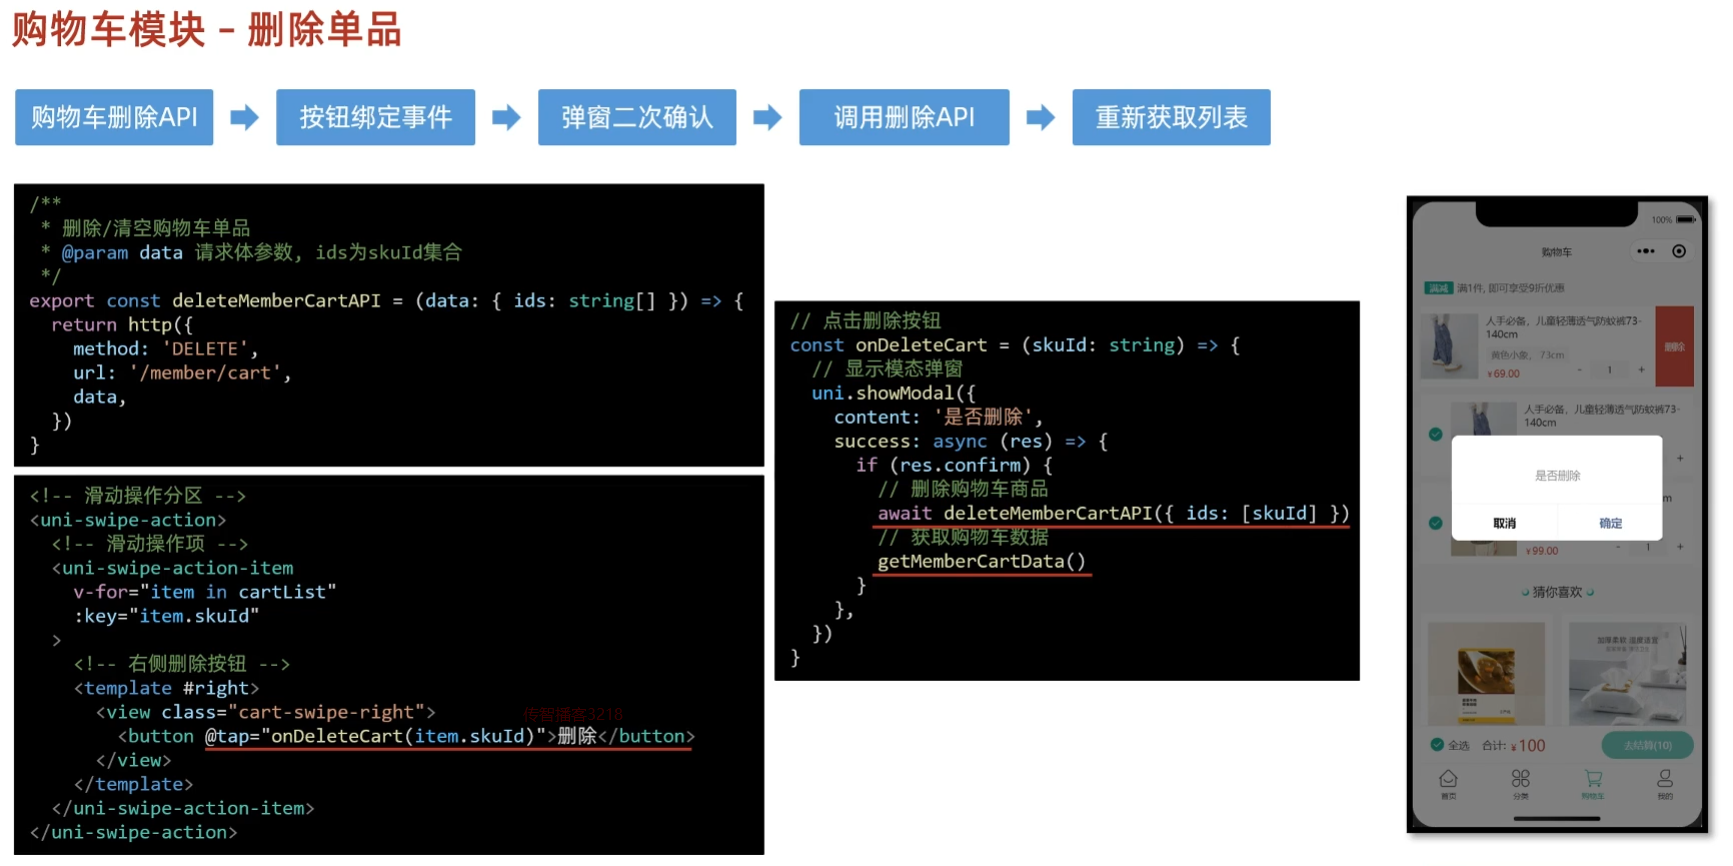 购物车模块 - 删除单品
购物车删除API
按钮绑定事件
弹窗二次确认
调用删除API
重新获取列表
/**
 * 删除/清空购物车单品
 * @param data 请求体参数, ids为skuId集合
 */
export const deleteMemberCartAPI = (data: { ids: string[] }) => {
  return http({
    method: 'DELETE',
    url: '/member/cart',
    data,
  })
}
<!-- 滑动操作分区 -->
<uni-swipe-action>
  <!-- 滑动操作项 -->
  <uni-swipe-action-item
    v-for="item in cartList"
    :key="item.skuId"
  >
    <!-- 右侧删除按钮 -->
    <template #right>
      <view class="cart-swipe-right">
传智播客3218
        <button @tap="onDeleteCart(item.skuId)">删除</button>
      </view>
    </template>
  </uni-swipe-action-item>
</uni-swipe-action>
// 点击删除按钮
const onDeleteCart = (skuId: string) => {
  // 显示模态弹窗
  uni.showModal({
    content: '是否删除',
    success: async (res) => {
      if (res.confirm) {
        // 删除购物车商品
        await deleteMemberCartAPI({ ids: [skuId] })
        // 获取购物车数据
        getMemberCartData()
      }
    },
  })
}
100%
购物车
满减 满1件, 即可享受9折优惠
人手必备，儿童轻薄透气防蚊裤73-
140cm
黄色小象，73cm
¥69.00
- 1 +
删除
人手必备，儿童轻薄透气防蚊裤73-
140cm
+
是否删除
m
取消
确定
¥99.00
- 1 +
猜你喜欢
加厚柔软 温度适宜
全选 合计: ¥100
去结算(10)
首页
分类
购物车
我的